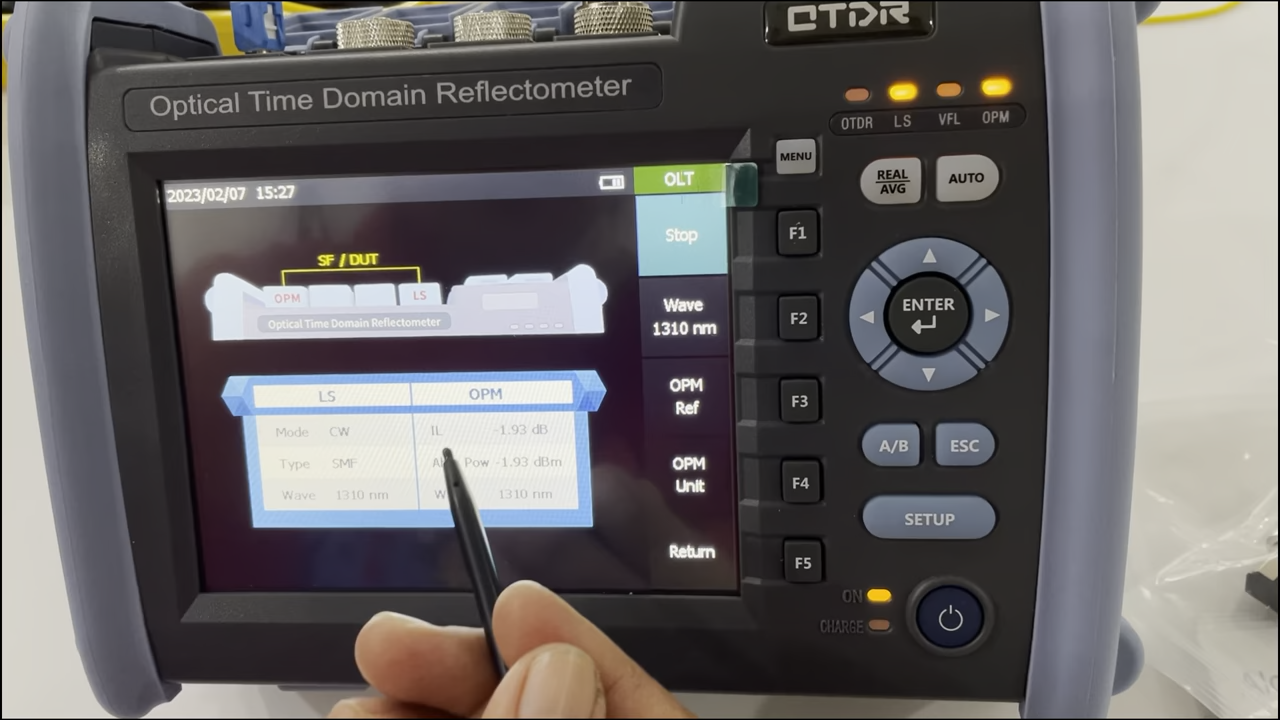 OTDR
Optical Time Domain Reflectometer
OTDR LS VFL OPM
MENU
REAL
AVG
AUTO
2023/02/07 15:27
OLT
Stop
F1
SF / DUT
OPM
LS
Optical Time Domain Reflectometer
Wave
1310 nm
F2
ENTER
LS
OPM
OPM
Ref
F3
Mode CW
IL -1.93 dB
A/B
ESC
Type SMF
Pow -1.93 dBm
OPM
Unit
F4
Wave 1310 nm
1310 nm
SETUP
Return
F5
ON
CHARGE